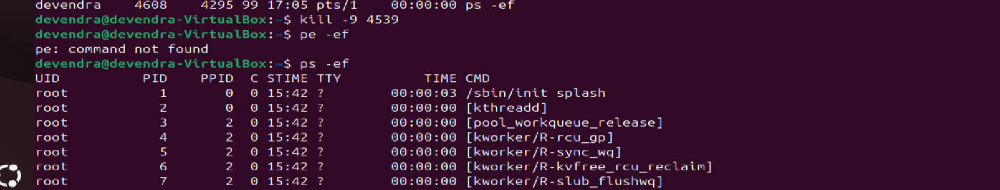 devendra    4608    4295 99 17:05 pts/1    00:00:00 ps -ef
devendra@devendra-VirtualBox:~$ kill -9 4539
devendra@devendra-VirtualBox:~$ pe -ef
pe: command not found
devendra@devendra-VirtualBox:~$ ps -ef
UID          PID    PPID  C STIME TTY          TIME CMD
root           1       0  0 15:42 ?        00:00:03 /sbin/init splash
root           2       0  0 15:42 ?        00:00:00 [kthreadd]
root           3       2  0 15:42 ?        00:00:00 [pool_workqueue_release]
root           4       2  0 15:42 ?        00:00:00 [kworker/R-rcu_gp]
root           5       2  0 15:42 ?        00:00:00 [kworker/R-sync_wq]
root           6       2  0 15:42 ?        00:00:00 [kworker/R-kvfree_rcu_reclaim]
root           7       2  0 15:42 ?        00:00:00 [kworker/R-slub_flushwq]